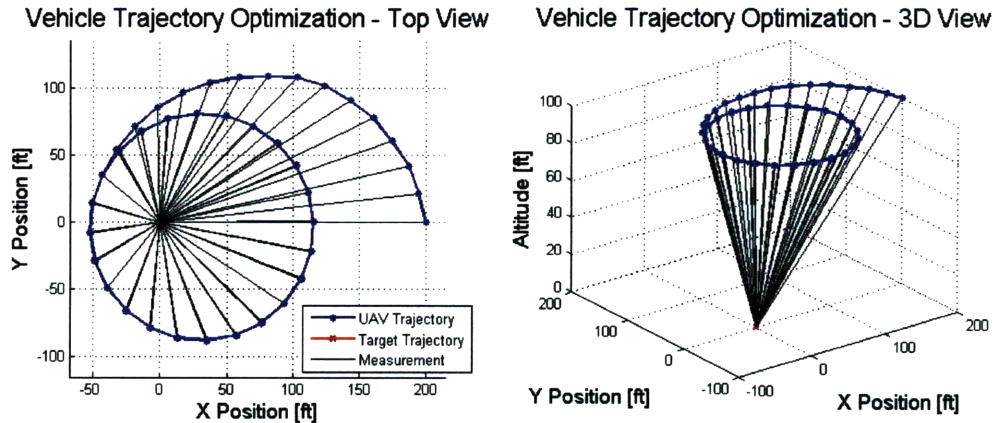 Vehicle Trajectory Optimization - Top View
100
50
0
-50
-100
Y Position [ft]
-50 0 50 100 150 200
X Position [ft]
UAV Trajectory
Target Trajectory
Measurement
Vehicle Trajectory Optimization - 3D View
100
80
60
40
20
0
Altitude [ft]
200
100
0
-100
Y Position [ft]
-100
0
100
200
X Position [ft]